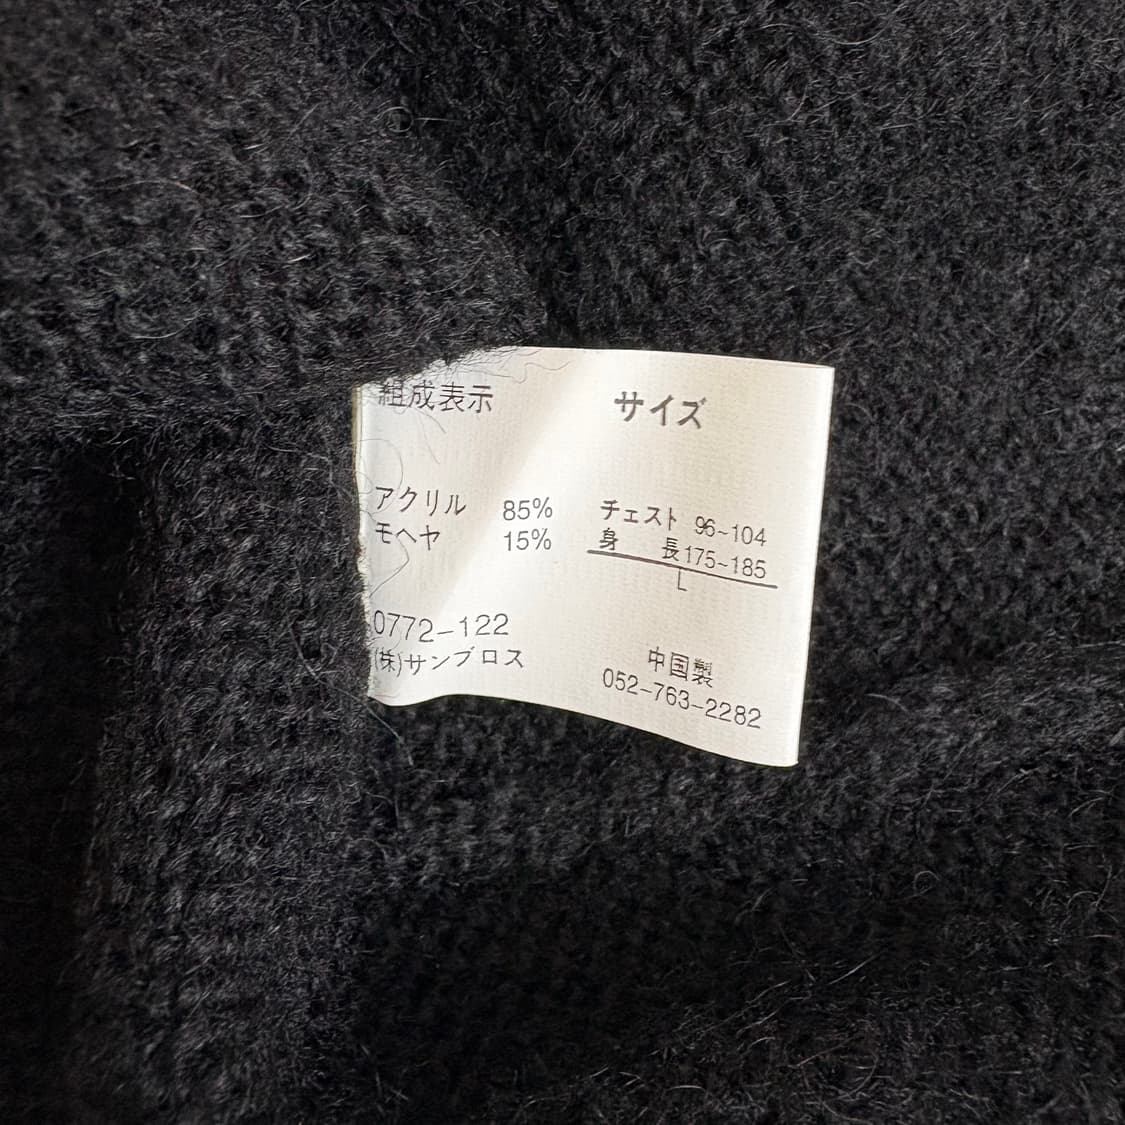 組成表示
アクリル 85%
モヘヤ 15%
0772-122
(株)サンブロス
サイズ
チェスト 96~104
身 長175~185
L
中国製
052-763-2282